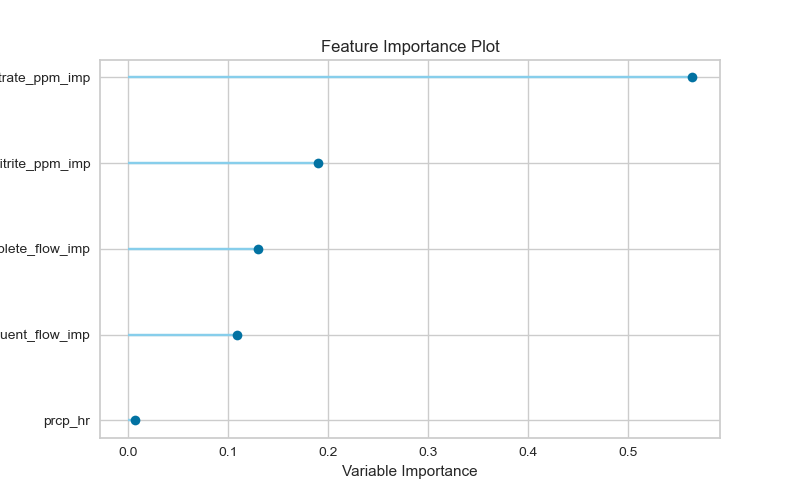 Feature Importance Plot
trate_ppm_imp
itrite_ppm_imp
plete_flow_imp
uent_flow_imp
prcp_hr
0.0 0.1 0.2 0.3 0.4 0.5
Variable Importance